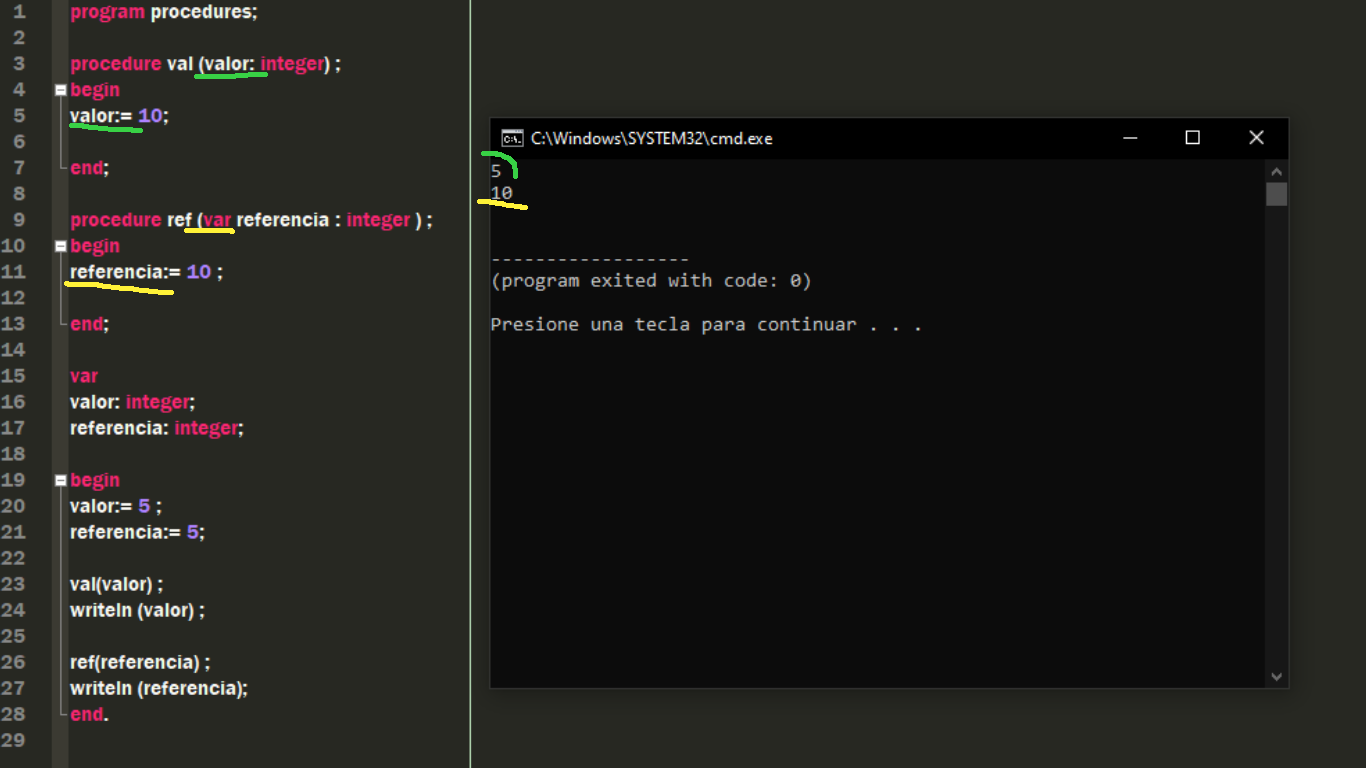 1 program procedures;
2
3 procedure val (valor: integer) ;
4 begin
5 valor:= 10;
6
7 end;
8
9 procedure ref (var referencia : integer ) ;
10 begin
11 referencia:= 10 ;
12
13 end;
14
15 var
16 valor: integer;
17 referencia: integer;
18
19 begin
20 valor:= 5 ;
21 referencia:= 5;
22
23 val(valor) ;
24 writeln (valor) ;
25
26 ref(referencia) ;
27 writeln (referencia);
28 end.
29
C:\Windows\SYSTEM32\cmd.exe
5
10
------------------
(program exited with code: 0)
Presione una tecla para continuar . . .